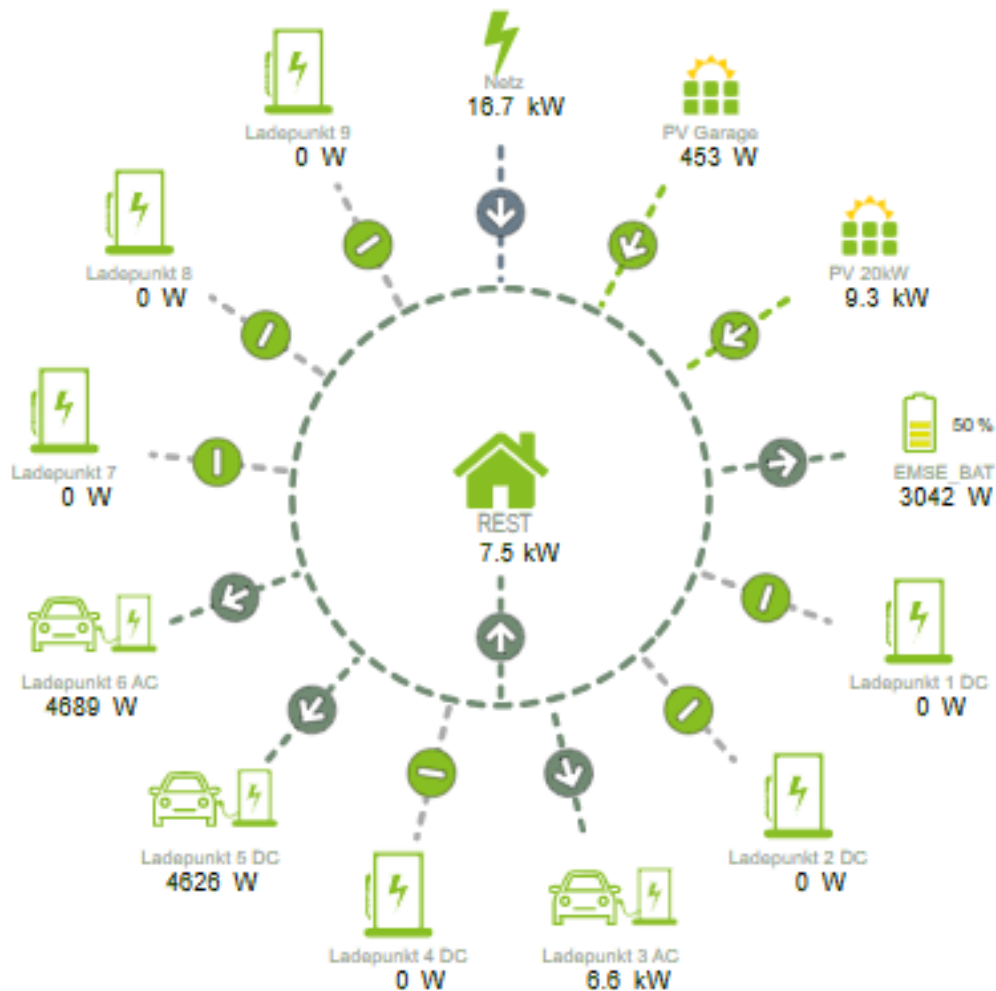 Netz
16.7 kW
PV Garage
453 W
PV 20kW
9.3 kW
50 %
EMSE_BAT
3042 W
Ladepunkt 1 DC
0 W
Ladepunkt 2 DC
0 W
Ladepunkt 3 AC
6.6 kW
Ladepunkt 4 DC
0 W
Ladepunkt 5 DC
4626 W
Ladepunkt 6 AC
4689 W
Ladepunkt 7
0 W
Ladepunkt 8
0 W
Ladepunkt 9
0 W
REST
7.5 kW